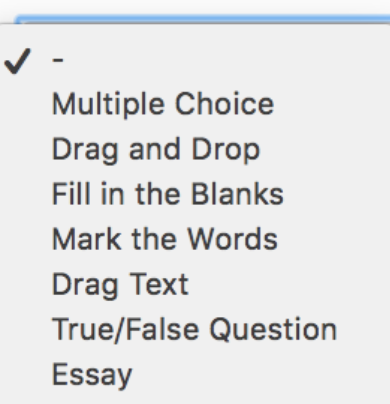 -
Multiple Choice
Drag and Drop
Fill in the Blanks
Mark the Words
Drag Text
True/False Question
Essay